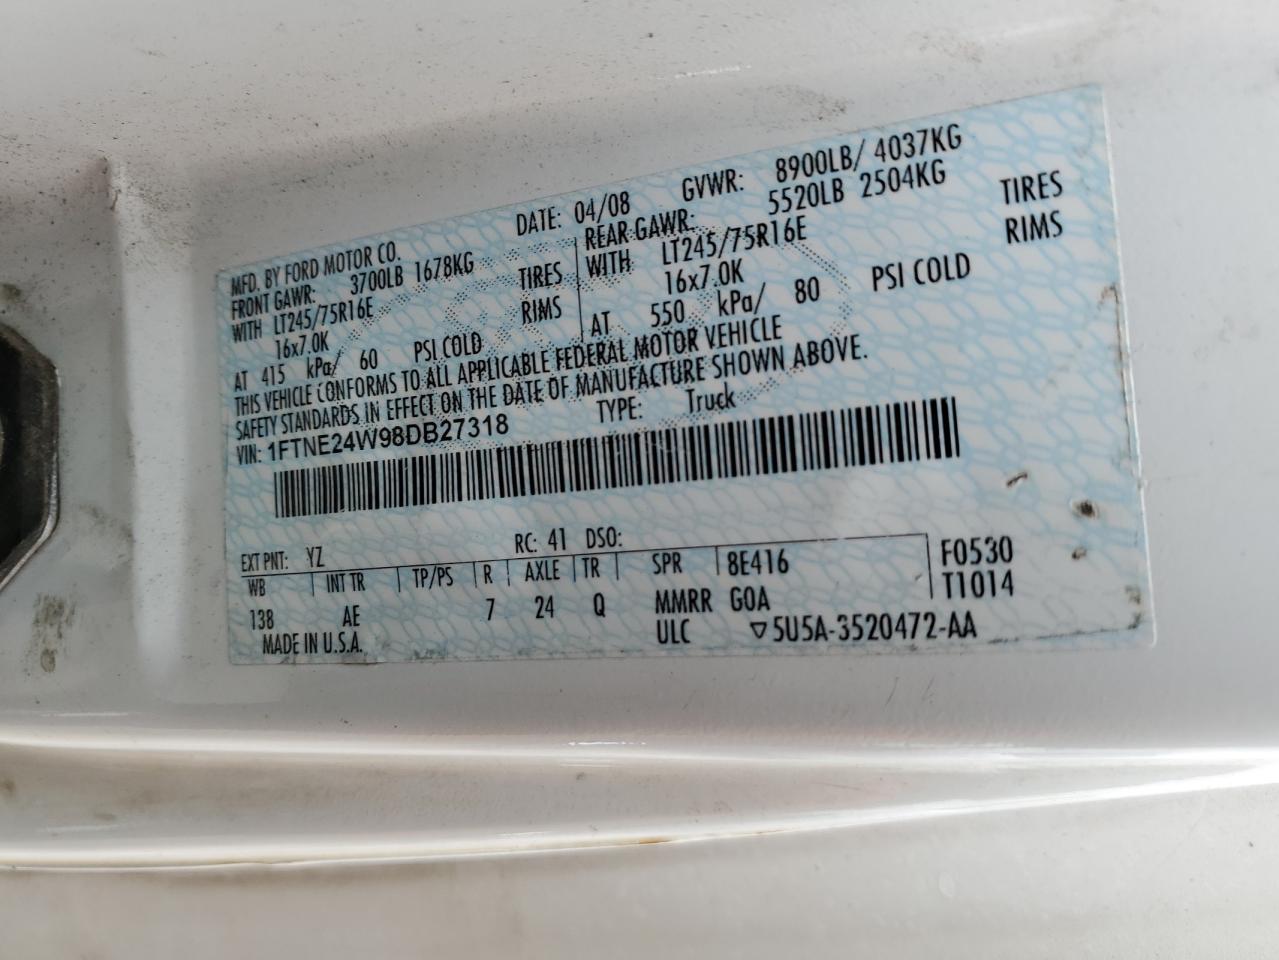 MFD. BY FORD MOTOR CO.
DATE: 04/08
GVWR: 8900LB/ 4037KG
FRONT GAWR: 3700LB 1678KG
REAR GAWR: 5520LB 2504KG
WITH LT245/75R16E TIRES
WITH LT245/75R16E TIRES
16x7.0K RIMS
16x7.0K RIMS
AT 415 kPa/ 60 PSI COLD
AT 550 kPa/ 80 PSI COLD
THIS VEHICLE CONFORMS TO ALL APPLICABLE FEDERAL MOTOR VEHICLE
SAFETY STANDARDS IN EFFECT ON THE DATE OF MANUFACTURE SHOWN ABOVE.
VIN: 1FTNE24W98DB27318
TYPE: Truck
EXT PNT: YZ RC: 41 DSO:
WB INT TR TP/PS R AXLE TR SPR 8E416 F0530
138 AE 7 24 Q MMRR GOA T1014
MADE IN U.S.A. ULC ▽5U5A-3520472-AA